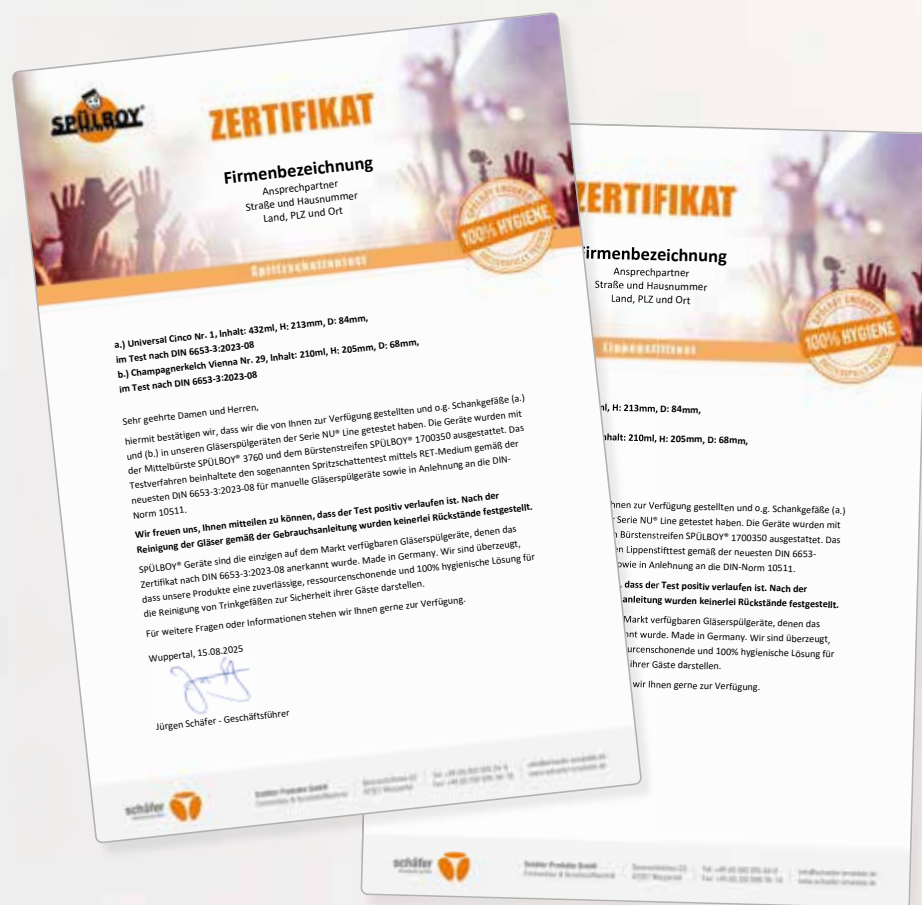 SPÜLBOY®
ZERTIFIKAT
Firmenbezeichnung
Ansprechpartner
Straße und Hausnummer
Land, PLZ und Ort
100% HYGIENE
Spritzschattentest
a.) Universal Cinco Nr. 1, Inhalt: 432ml, H: 213mm, D: 84mm,
im Test nach DIN 6653-3:2023-08
b.) Champagnerkelch Vienna Nr. 29, Inhalt: 210ml, H: 205mm, D: 68mm,
im Test nach DIN 6653-3:2023-08
Sehr geehrte Damen und Herren,
hiermit bestätigen wir, dass wir die von Ihnen zur Verfügung gestellten und o.g. Schankgefäße (a.)
und (b.) in unseren Gläserspülgeräten der Serie NU® Line getestet haben. Die Geräte wurden mit
der Mittelbürste SPÜLBOY® 3760 und dem Bürstenstreifen SPÜLBOY® 1700350 ausgestattet. Das
Testverfahren beinhaltete den sogenannten Spritzschattentest mittels RET-Medium gemäß der
neuesten DIN 6653-3:2023-08 für manuelle Gläserspülgeräte sowie in Anlehnung an die DIN-
Norm 10511.
Wir freuen uns, Ihnen mitteilen zu können, dass der Test positiv verlaufen ist. Nach der
Reinigung der Gläser gemäß der Gebrauchsanleitung wurden keinerlei Rückstände festgestellt.
SPÜLBOY® Geräte sind die einzigen auf dem Markt verfügbaren Gläserspülgeräte, denen das
Zertifikat nach DIN 6653-3:2023-08 anerkannt wurde. Made in Germany. Wir sind überzeugt,
dass unsere Produkte eine zuverlässige, ressourcenschonende und 100% hygienische Lösung für
die Reinigung von Trinkgefäßen zur Sicherheit ihrer Gäste darstellen.
Für weitere Fragen oder Informationen stehen wir Ihnen gerne zur Verfügung.
Wuppertal, 15.08.2025
Jürgen Schäfer - Geschäftsführer
schäfer
ZERTIFIKAT
irmenbezeichnung
Ansprechpartner
Straße und Hausnummer
Land, PLZ und Ort
100% HYGIENE
Lippenstifttest
nl, H: 213mm, D: 84mm,
nhalt: 210ml, H: 205mm, D: 68mm,
hnen zur Verfügung gestellten und o.g. Schankgefäße (a.)
Serie NU® Line getestet haben. Die Geräte wurden mit
Bürstenstreifen SPÜLBOY® 1700350 ausgestattet. Das
n Lippenstifttest gemäß der neuesten DIN 6653-
owie in Anlehnung an die DIN-Norm 10511.
dass der Test positiv verlaufen ist. Nach der
anleitung wurden keinerlei Rückstände festgestellt.
Markt verfügbaren Gläserspülgeräte, denen das
nnt wurde. Made in Germany. Wir sind überzeugt,
urcenschonende und 100% hygienische Lösung für
ihrer Gäste darstellen.
wir Ihnen gerne zur Verfügung.
schäfer